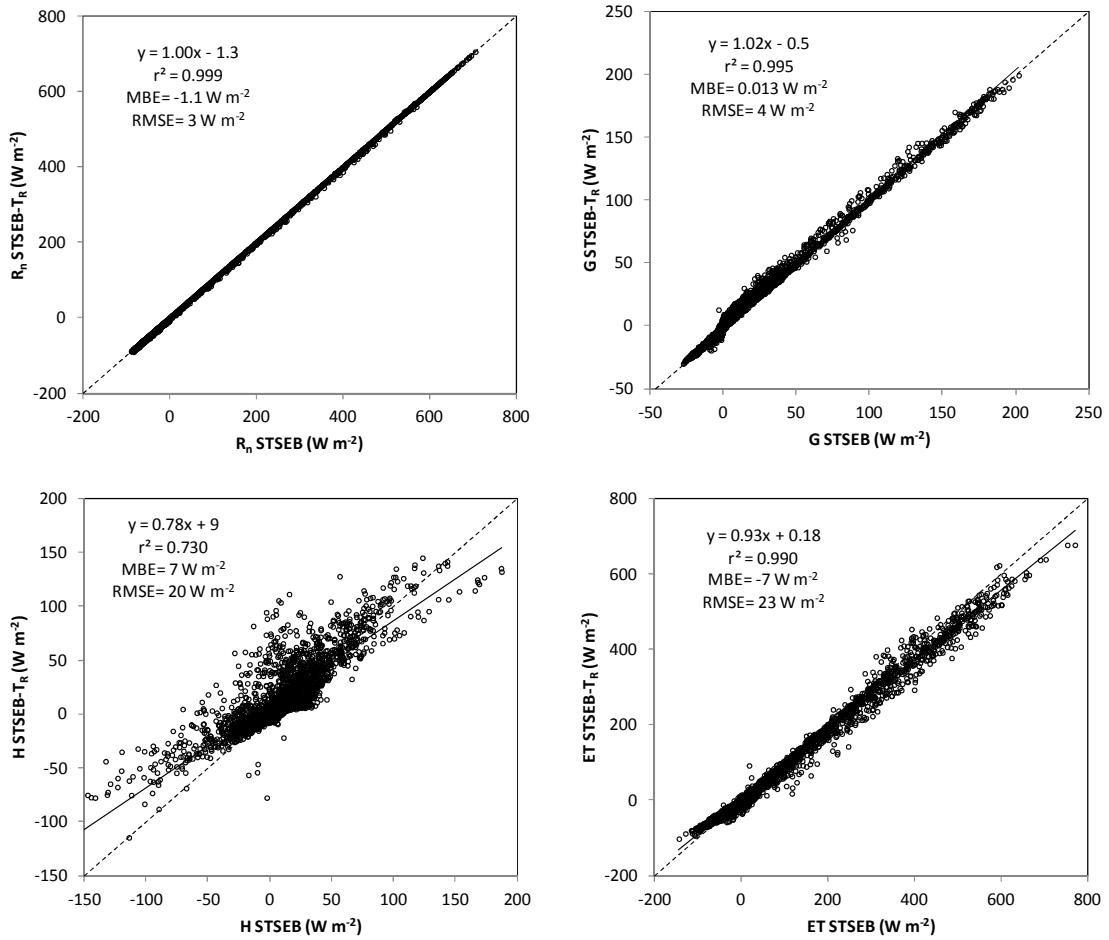 800
600
400
200
0
-200
-200 0 200 400 600 800
Rₙ STSEB-T_R (W m⁻²)
Rₙ STSEB (W m⁻²)
y = 1.00x - 1.3
r² = 0.999
MBE= -1.1 W m⁻²
RMSE= 3 W m⁻²
250
200
150
100
50
0
-50
-50 0 50 100 150 200 250
G STSEB-T_R (W m⁻²)
G STSEB (W m⁻²)
y = 1.02x - 0.5
r² = 0.995
MBE= 0.013 W m⁻²
RMSE= 4 W m⁻²
200
150
100
50
0
-50
-100
-150
-150 -100 -50 0 50 100 150 200
H STSEB-T_R (W m⁻²)
H STSEB (W m⁻²)
y = 0.78x + 9
r² = 0.730
MBE= 7 W m⁻²
RMSE= 20 W m⁻²
800
600
400
200
0
-200
-200 0 200 400 600 800
ET STSEB-T_R (W m⁻²)
ET STSEB (W m⁻²)
y = 0.93x + 0.18
r² = 0.990
MBE= -7 W m⁻²
RMSE= 23 W m⁻²